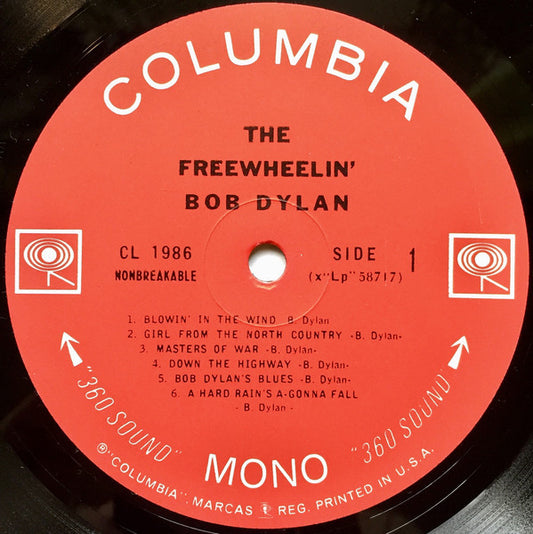 COLUMBIA
THE
FREEWHEELIN'
BOB DYLAN
CL 1986
NONBREAKABLE
SIDE 1
(x"Lp"58717)
1. BLOWIN' IN THE WIND B. Dylan
2. GIRL FROM THE NORTH COUNTRY -B. Dylan-
3. MASTERS OF WAR -B. Dylan-
4. DOWN THE HIGHWAY -B. Dylan-
5. BOB DYLAN'S BLUES -B. Dylan-
6. A HARD RAIN'S A-GONNA FALL
- B. Dylan -
"360 SOUND"
MONO
"360 SOUND"
® "COLUMBIA". MARCAS REG. PRINTED IN U.S.A.